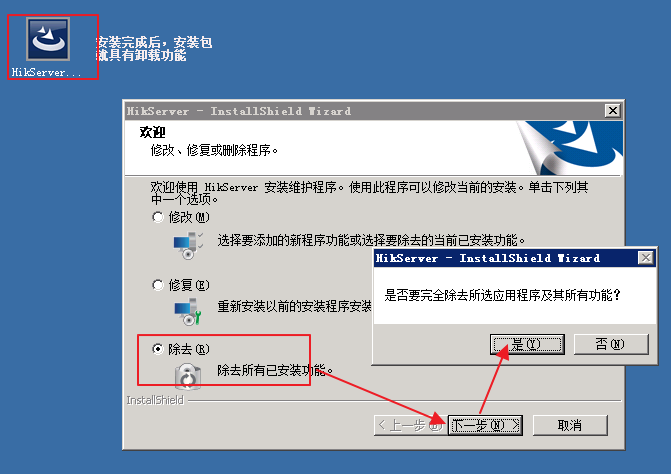 安装完成后，安装包
就具有卸载功能
HikServer...
HikServer - InstallShield Wizard
欢迎
修改、修复或删除程序。
欢迎使用 HikServer 安装维护程序。使用此程序可以修改当前的安装。单击下列其
中一个选项。
修改(M)
选择要添加的新程序功能或选择要除去的当前已安装功能。
修复(E)
重新安装以前的安装程序安装
除去(R)
除去所有已安装功能。
HikServer - InstallShield Wizard
是否要完全除去所选应用程序及其所有功能?
是(Y)
否(N)
InstallShield
<上一步(B)
下一步(N) >
取消